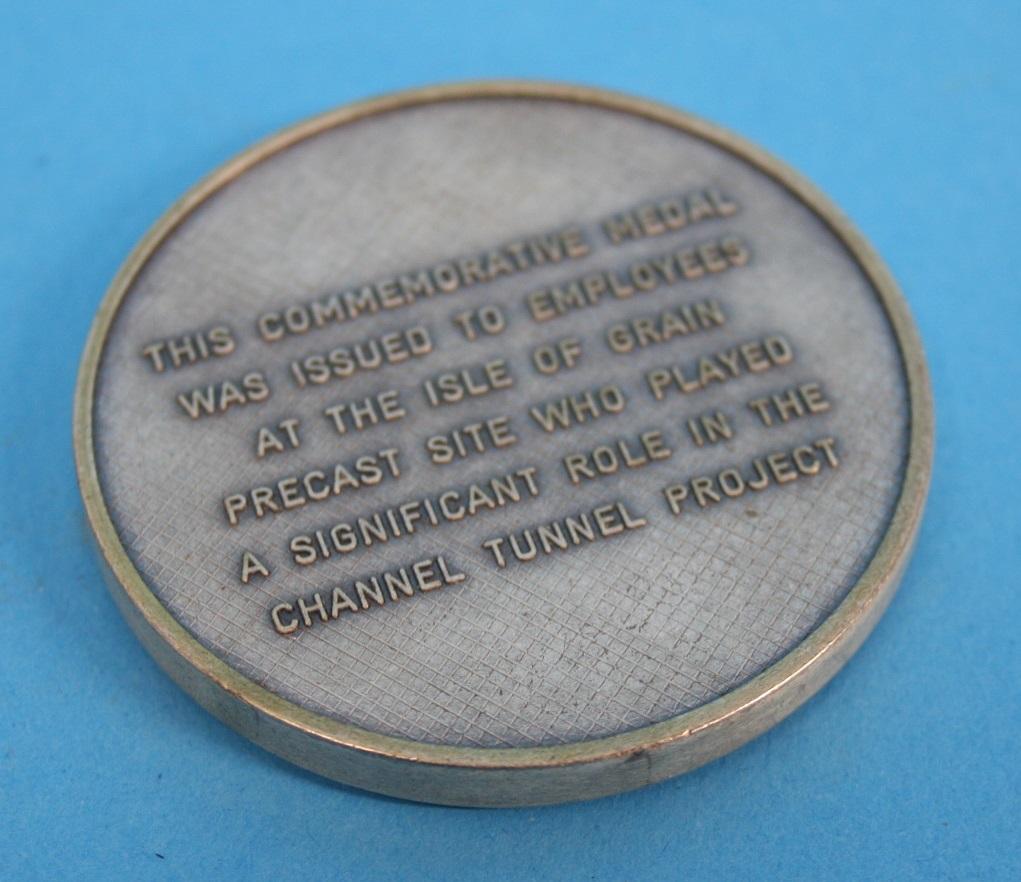 THIS COMMEMORATIVE MEDAL
WAS ISSUED TO EMPLOYEES
AT THE ISLE OF GRAIN
PRECAST SITE WHO PLAYED
A SIGNIFICANT ROLE IN THE
CHANNEL TUNNEL PROJECT